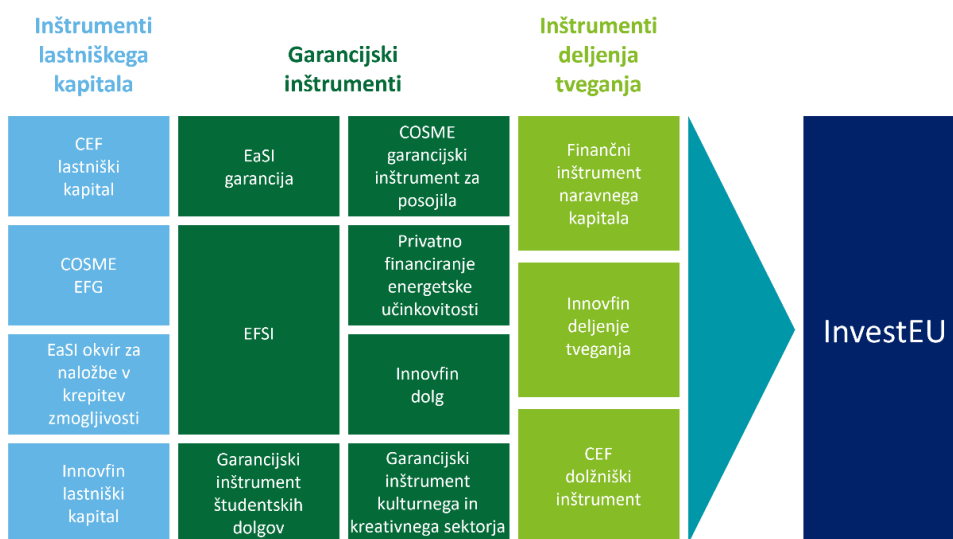 Inštrumenti
lastniškega
kapitala
Garancijski
inštrumenti
Inštrumenti
deljenja
tveganja
CEF
lastniški
kapital
COSME
EFG
EaSI okvir za
naložbe v
krepitev
zmogljivosti
Innovfin
lastniški
kapital
EaSI
garancija
EFSI
Garancijski
inštrument
študentskih
dolgov
COSME
garancijski
inštrument za
posojila
Privatno
financiranje
energetske
učinkovitosti
Innovfin
dolg
Garancijski
inštrument
kulturnega in
kreativnega sektorja
Finančni
inštrument
naravnega
kapitala
Innovfin
deljenje
tveganja
CEF
dolžniški
inštrument
InvestEU